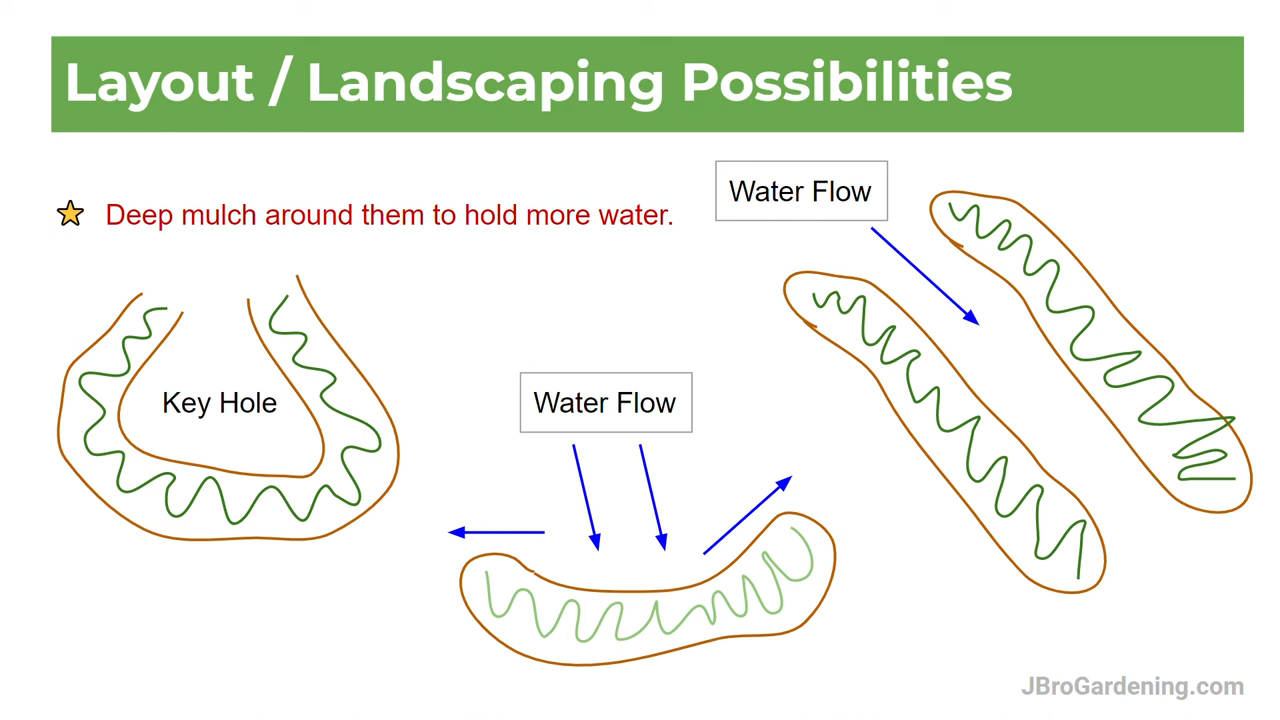 Layout / Landscaping Possibilities
Deep mulch around them to hold more water.
Water Flow
Key Hole
Water Flow
JBroGardening.com